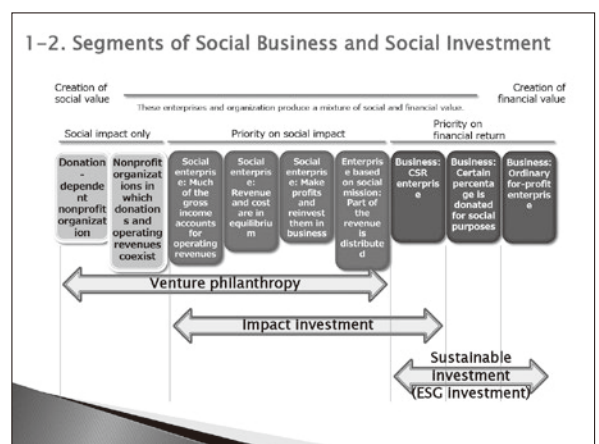 1-2. Segments of Social Business and Social Investment
Creation of
social value
Creation of
financial value
These enterprises and organization produce a mixture of social and financial value.
Social impact only
Priority on social impact
Priority on
financial return
Donation
-
depende
nt
nonprofit
organizat
ion
Nonprofit
organizat
ions in
which
donation
s and
operating
revenues
coexist
Social
enterpris
e: Much
of the
gross
income
accounts
for
operating
revenues
Social
enterpris
e:
Revenue
and cost
are in
equilibriu
m
Social
enterpris
e: Make
profits
and
reinvest
them in
business
Enterpris
e based
on
social
mission:
Part of
the
revenue
is
distribute
d
Business:
CSR
enterpris
e
Business:
Certain
percenta
ge is
donated
for social
purposes
Business:
Ordinary
for-profit
enterpris
e
Venture philanthropy
Impact investment
Sustainable
investment
(ESG investment)